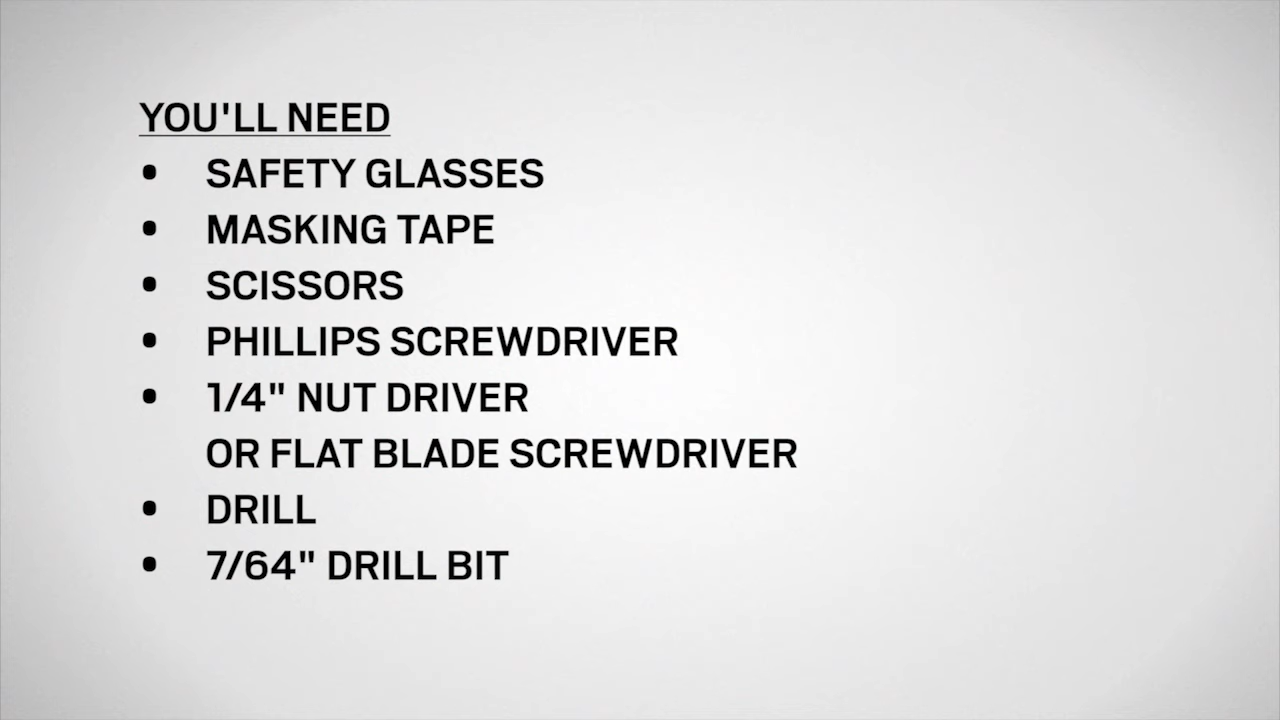 YOU'LL NEED
• SAFETY GLASSES
• MASKING TAPE
• SCISSORS
• PHILLIPS SCREWDRIVER
• 1/4" NUT DRIVER
OR FLAT BLADE SCREWDRIVER
• DRILL
• 7/64" DRILL BIT